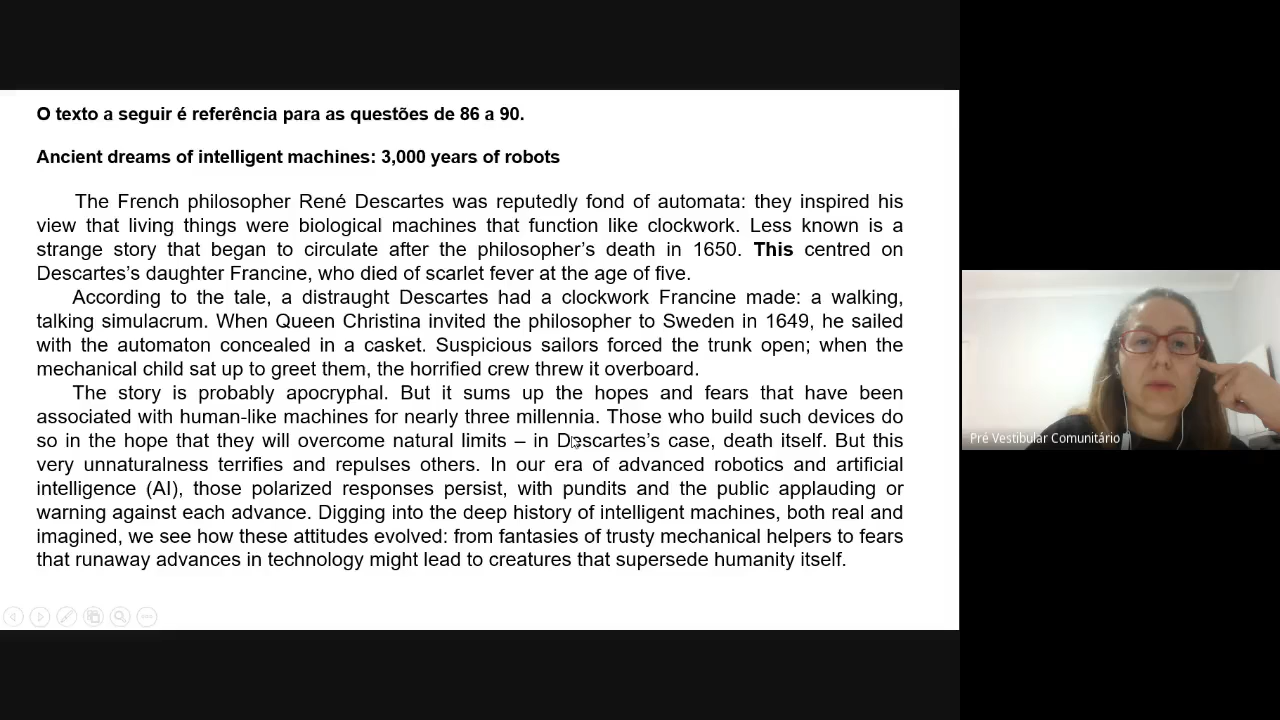 O texto a seguir é referência para as questões de 86 a 90.
Ancient dreams of intelligent machines: 3,000 years of robots
The French philosopher René Descartes was reputedly fond of automata: they inspired his
view that living things were biological machines that function like clockwork. Less known is a
strange story that began to circulate after the philosopher’s death in 1650. This centred on
Descartes’s daughter Francine, who died of scarlet fever at the age of five.
According to the tale, a distraught Descartes had a clockwork Francine made: a walking,
talking simulacrum. When Queen Christina invited the philosopher to Sweden in 1649, he sailed
with the automaton concealed in a casket. Suspicious sailors forced the trunk open; when the
mechanical child sat up to greet them, the horrified crew threw it overboard.
The story is probably apocryphal. But it sums up the hopes and fears that have been
associated with human-like machines for nearly three millennia. Those who build such devices do
so in the hope that they will overcome natural limits – in Descartes’s case, death itself. But this
very unnaturalness terrifies and repulses others. In our era of advanced robotics and artificial
intelligence (AI), those polarized responses persist, with pundits and the public applauding or
warning against each advance. Digging into the deep history of intelligent machines, both real and
imagined, we see how these attitudes evolved: from fantasies of trusty mechanical helpers to fears
that runaway advances in technology might lead to creatures that supersede humanity itself.
Pré Vestibular Comunitário